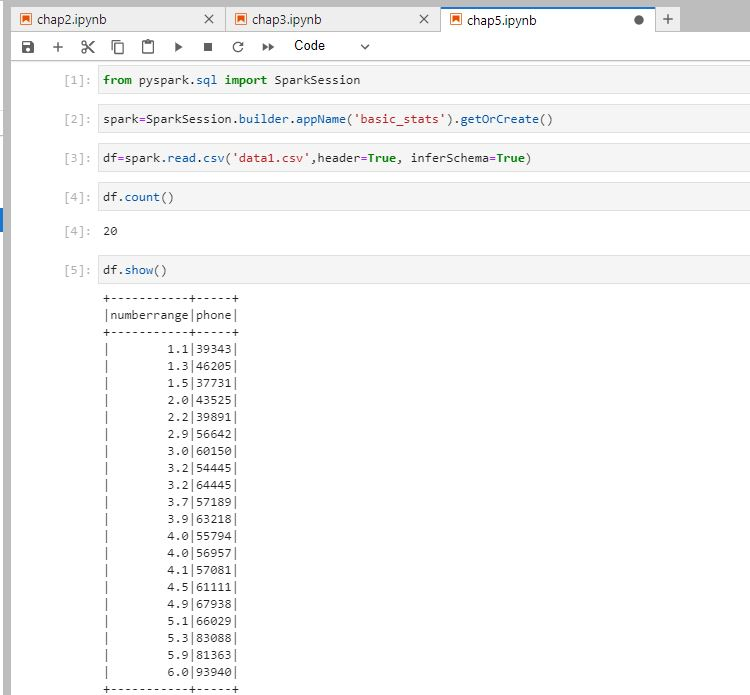 chap2.ipynb
chap3.ipynb
chap5.ipynb
Code
[1]: from pyspark.sql import SparkSession
[2]: spark=SparkSession.builder.appName('basic_stats').getOrCreate()
[3]: df=spark.read.csv('data1.csv',header=True, inferSchema=True)
[4]: df.count()
[4]: 20
[5]: df.show()
+-----------+-----+
|numberrange|phone|
+-----------+-----+
|        1.1|39343|
|        1.3|46205|
|        1.5|37731|
|        2.0|43525|
|        2.2|39891|
|        2.9|56642|
|        3.0|60150|
|        3.2|54445|
|        3.2|64445|
|        3.7|57189|
|        3.9|63218|
|        4.0|55794|
|        4.0|56957|
|        4.1|57081|
|        4.5|61111|
|        4.9|67938|
|        5.1|66029|
|        5.3|83088|
|        5.9|81363|
|        6.0|93940|
+-----------+-----+